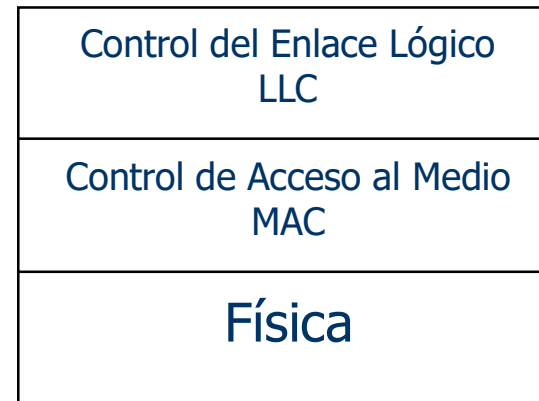 Control del Enlace Lógico
LLC
Control de Acceso al Medio
MAC
Física